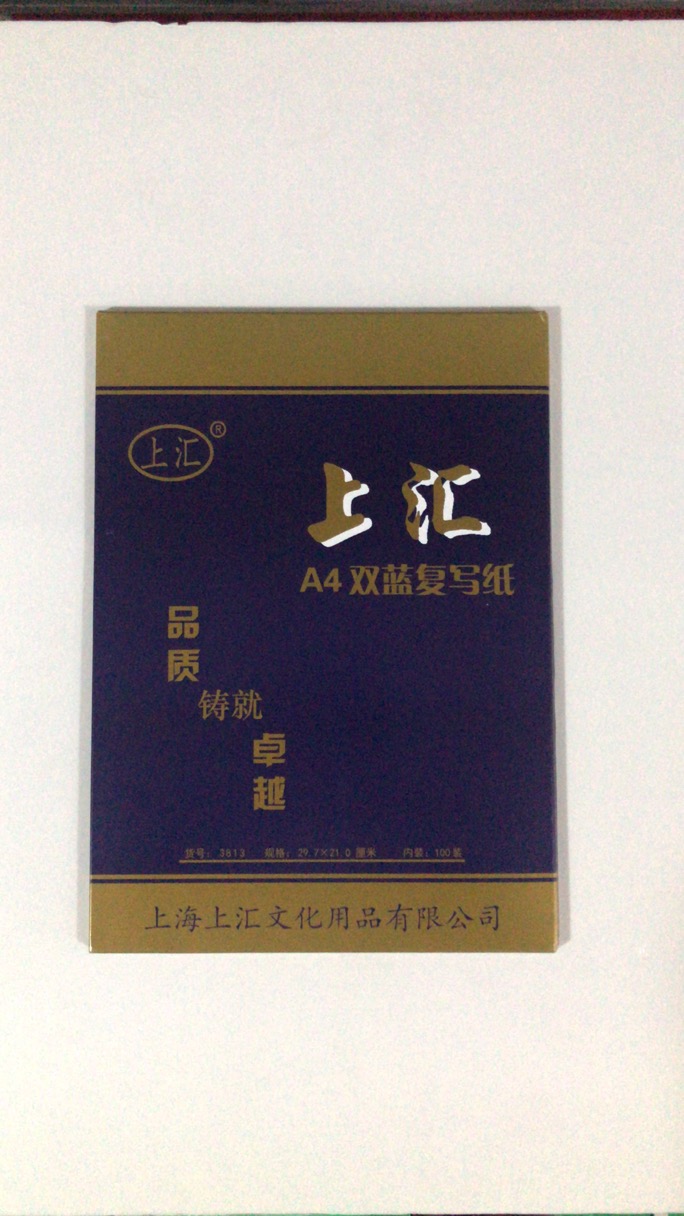 上汇®
上汇
A4双蓝复写纸
品质
铸就
卓越
货号：3813 规格：29.7×21.0 厘米 内装：100装
上海上汇文化用品有限公司